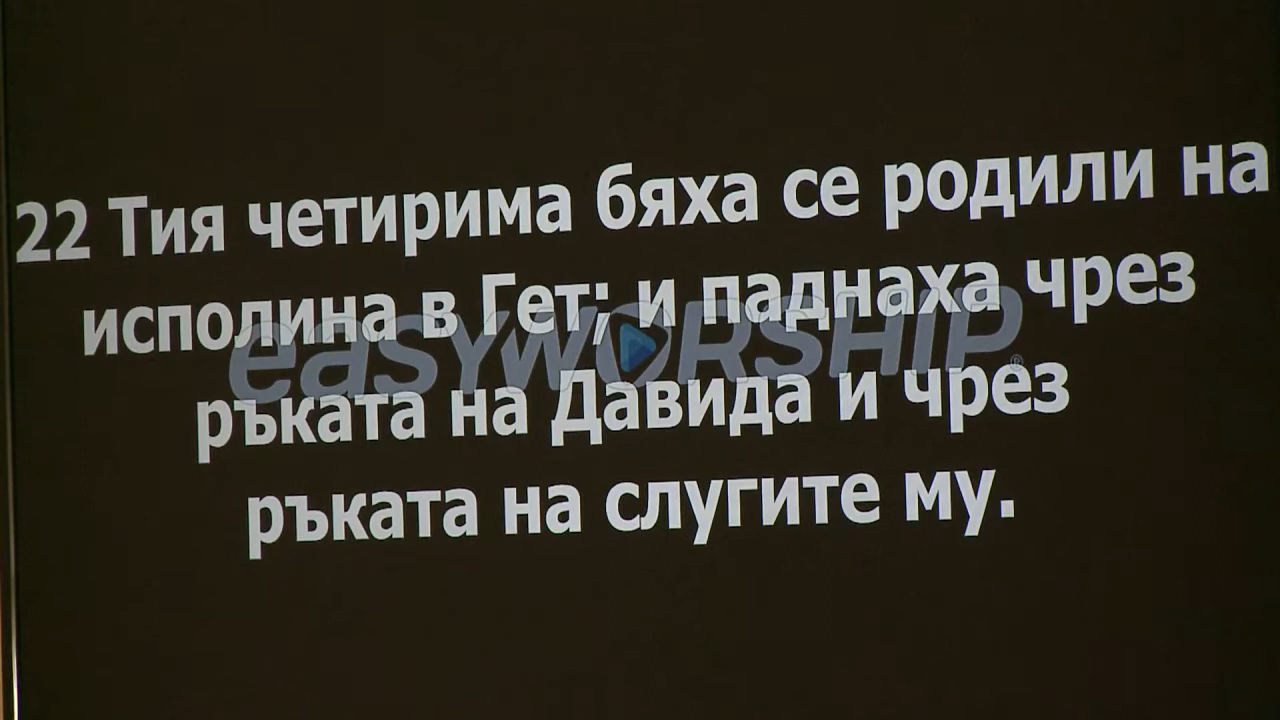 22 Тия четирима бяха се родили на
исполина в Гет; и паднаха чрез
easyWORSHIP®
ръката на Давида и чрез
ръката на слугите му.